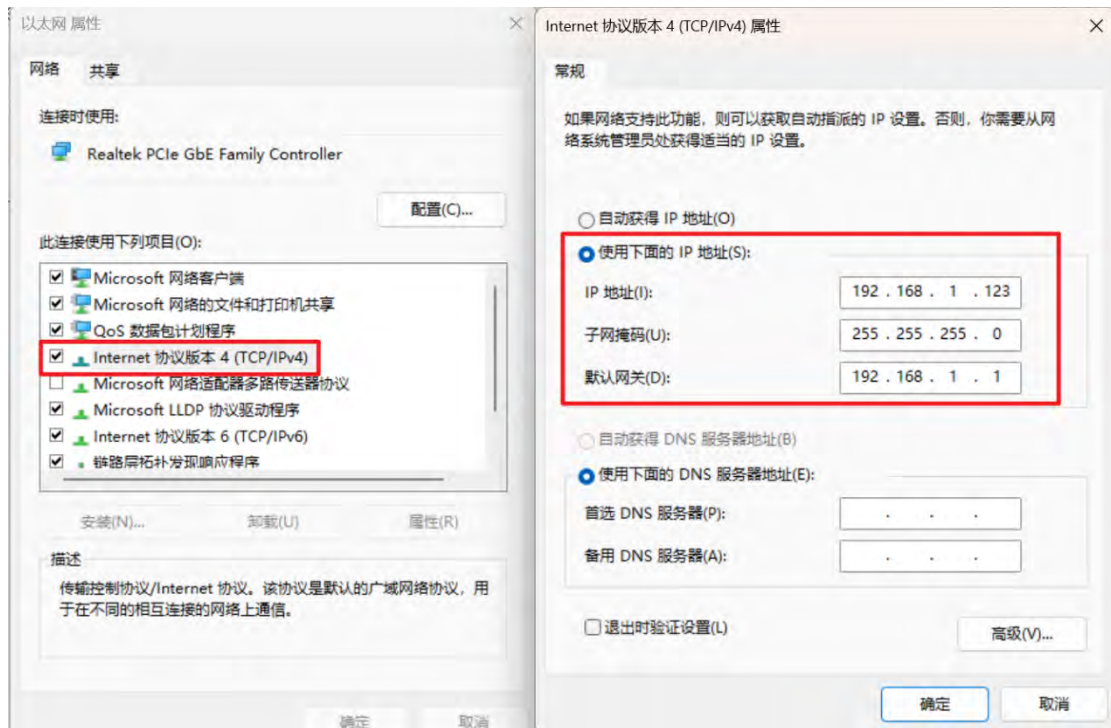 以太网 属性
网络
共享
连接时使用:
Realtek PCIe GbE Family Controller
配置(C)...
此连接使用下列项目(O):
Microsoft 网络客户端
Microsoft 网络的文件和打印机共享
QoS 数据包计划程序
Internet 协议版本 4 (TCP/IPv4)
Microsoft 网络适配器多路传送器协议
Microsoft LLDP 协议驱动程序
Internet 协议版本 6 (TCP/IPv6)
链路层拓扑发现响应程序
安装(N)...
卸载(U)
属性(R)
描述
传输控制协议/Internet 协议。该协议是默认的广域网络协议，用
于在不同的相互连接的网络上通信。
确定
取消
Internet 协议版本 4 (TCP/IPv4) 属性
常规
如果网络支持此功能，则可以获取自动指派的 IP 设置。否则，你需要从网
络系统管理员处获得适当的 IP 设置。
自动获得 IP 地址(O)
使用下面的 IP 地址(S):
IP 地址(I):
192 . 168 . 1 . 123
子网掩码(U):
255 . 255 . 255 . 0
默认网关(D):
192 . 168 . 1 . 1
自动获得 DNS 服务器地址(B)
使用下面的 DNS 服务器地址(E):
首选 DNS 服务器(P):
. . .
备用 DNS 服务器(A):
. . .
退出时验证设置(L)
高级(V)...
确定
取消